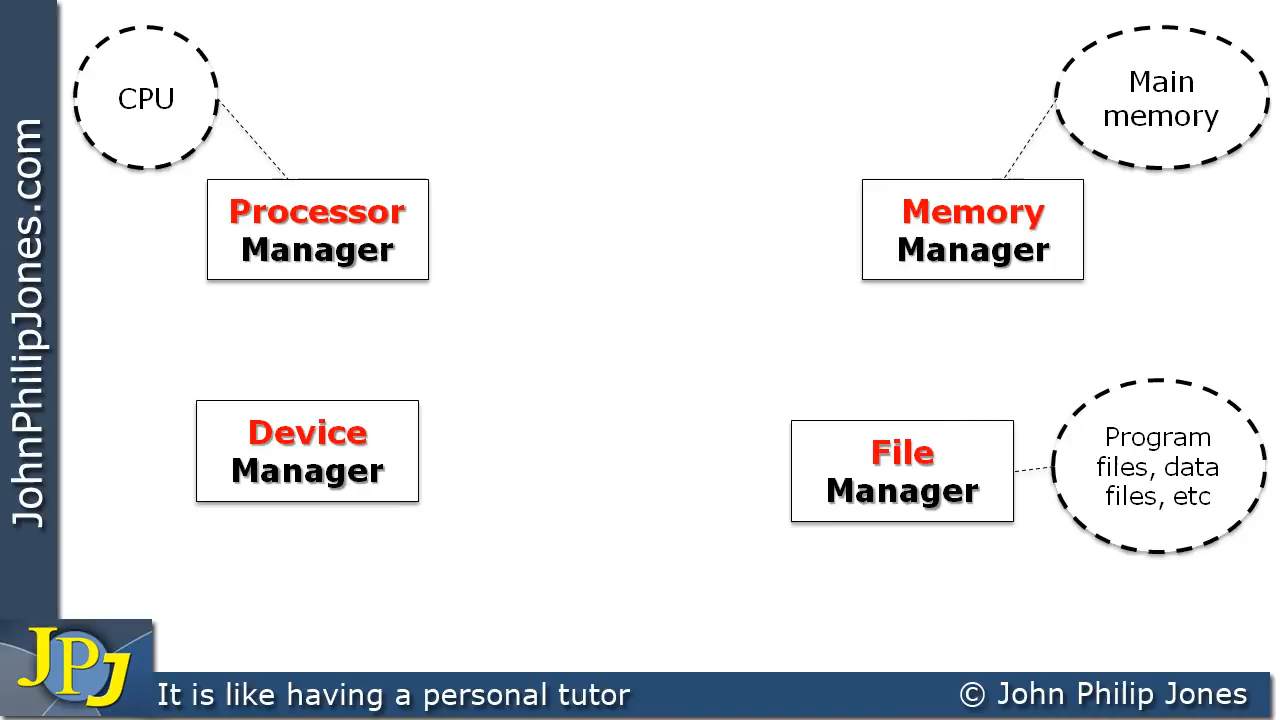 CPU
Main
memory
Processor
Manager
Memory
Manager
Device
Manager
File
Manager
Program
files, data
files, etc
JohnPhilipJones.com
JPJ
It is like having a personal tutor
© John Philip Jones